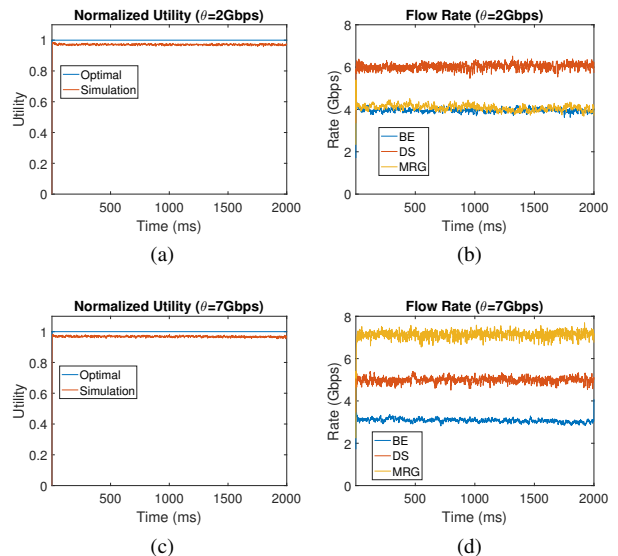 Normalized Utility (θ=2Gbps)
1
0.8
0.6
0.4
0.2
0
Utility
Optimal
Simulation
500
1000
1500
2000
Time (ms)
(a)
Flow Rate (θ=2Gbps)
8
6
4
2
0
Rate (Gbps)
BE
DS
MRG
500
1000
1500
2000
Time (ms)
(b)
Normalized Utility (θ=7Gbps)
1
0.8
0.6
0.4
0.2
0
Utility
Optimal
Simulation
500
1000
1500
2000
Time (ms)
(c)
Flow Rate (θ=7Gbps)
8
6
4
2
0
Rate (Gbps)
BE
DS
MRG
500
1000
1500
2000
Time (ms)
(d)